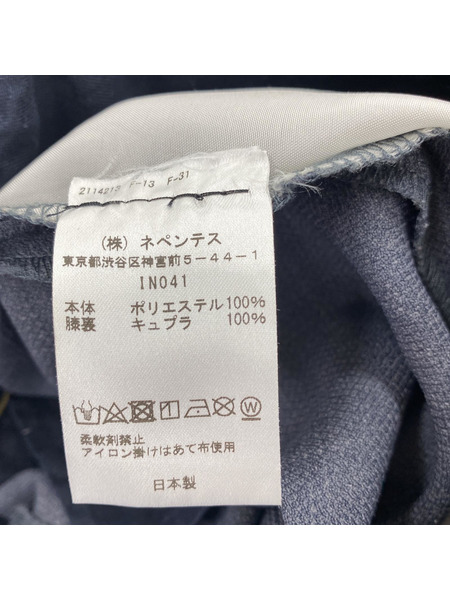 2114213 F-13 F-31
(株) ネペンテス
東京都渋谷区神宮前5-44-1
IN041
本体 ポリエステル100%
膝裏 キュプラ 100%
柔軟剤禁止
アイロン掛けはあて布使用
日本製